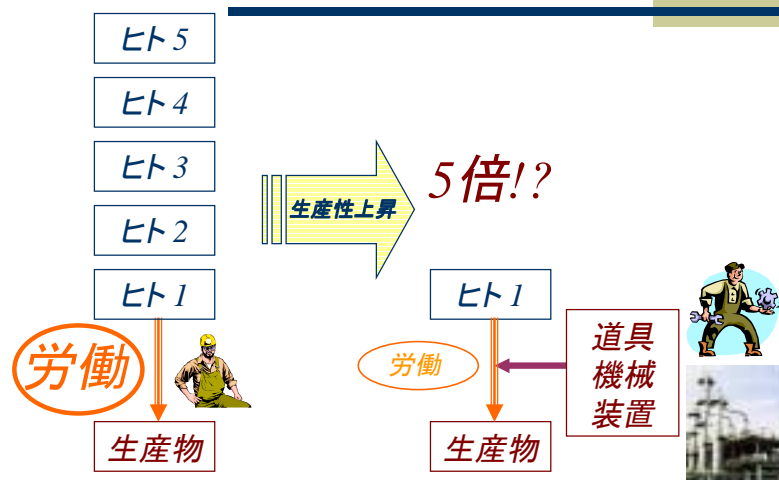 ヒト 5
ヒト 4
ヒト 3
ヒト 2
ヒト 1
労働
生産物
生産性上昇
5倍!?
ヒト 1
労働
生産物
道具
機械
装置